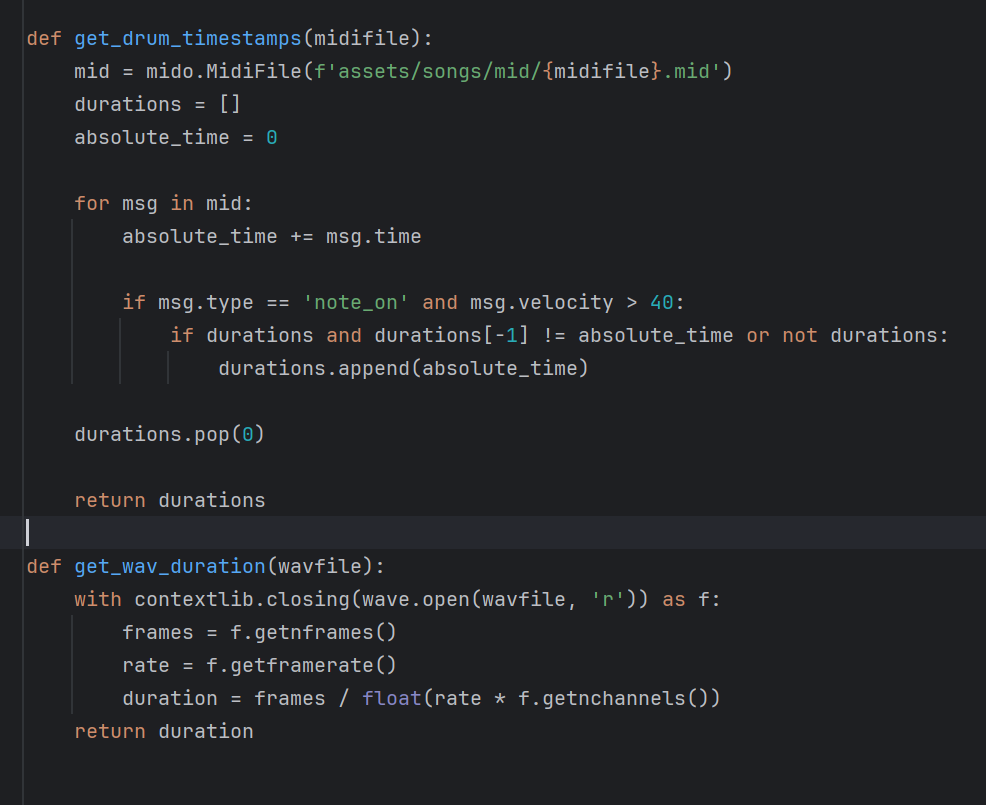 def get_drum_timestamps(midifile):
    mid = mido.MidiFile(f'assets/songs/mid/{midifile}.mid')
    durations = []
    absolute_time = 0
    for msg in mid:
        absolute_time += msg.time
        if msg.type == 'note_on' and msg.velocity > 40:
            if durations and durations[-1] != absolute_time or not durations:
                durations.append(absolute_time)
    durations.pop(0)
    return durations
def get_wav_duration(wavfile):
    with contextlib.closing(wave.open(wavfile, 'r')) as f:
        frames = f.getnframes()
        rate = f.getframerate()
        duration = frames / float(rate * f.getnchannels())
    return duration